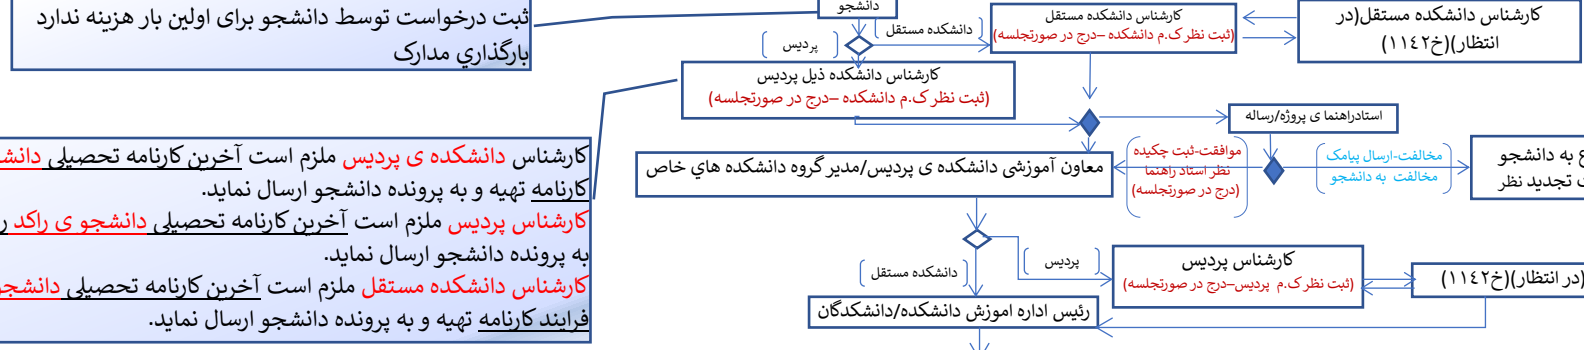 ثبت درخواست توسط دانشجو برای اولین بار هزینه ندارد
بارگذاري مدارک
دانشجو
دانشکده مستقل
پردیس
کارشناس دانشکده مستقل
(ثبت نظر ک.م دانشکده –درج در صورتجلسه)
کارشناس دانشکده مستقل(در
انتظار)(خ۱۱٤۲)
کارشناس دانشکده ذیل پردیس
(ثبت نظر ک.م دانشکده –درج در صورتجلسه)
استادراهنما ی پروژه/رساله
کارشناس دانشکده ی پردیس ملزم است آخرین کارنامه تحصیلی
کارنامه تهیه و به پرونده دانشجو ارسال نماید.
کارشناس پردیس ملزم است آخرین کارنامه تحصیلی دانشجو ی راکد
به پرونده دانشجو ارسال نماید.
کارشناس دانشکده مستقل ملزم است آخرین کارنامه تحصیلی
فرایند کارنامه تهیه و به پرونده دانشجو ارسال نماید.
معاون آموزشی دانشکده ی پردیس/مدیر گروه دانشکده هاي خاص
موافقت-ثبت چکیده
نظر استاد راهنما
(درج در صورتجلسه)
مخالفت-ارسال پیامک
مخالفت به دانشجو
به دانشجو
تجدید نظر
دانشکده مستقل
پردیس
کارشناس پردیس
(ثبت نظر ک.م پردیس–درج در صورتجلسه)
(در انتظار)(خ۱۱٤۲)
رئیس اداره اموزش دانشکده/دانشکدگان